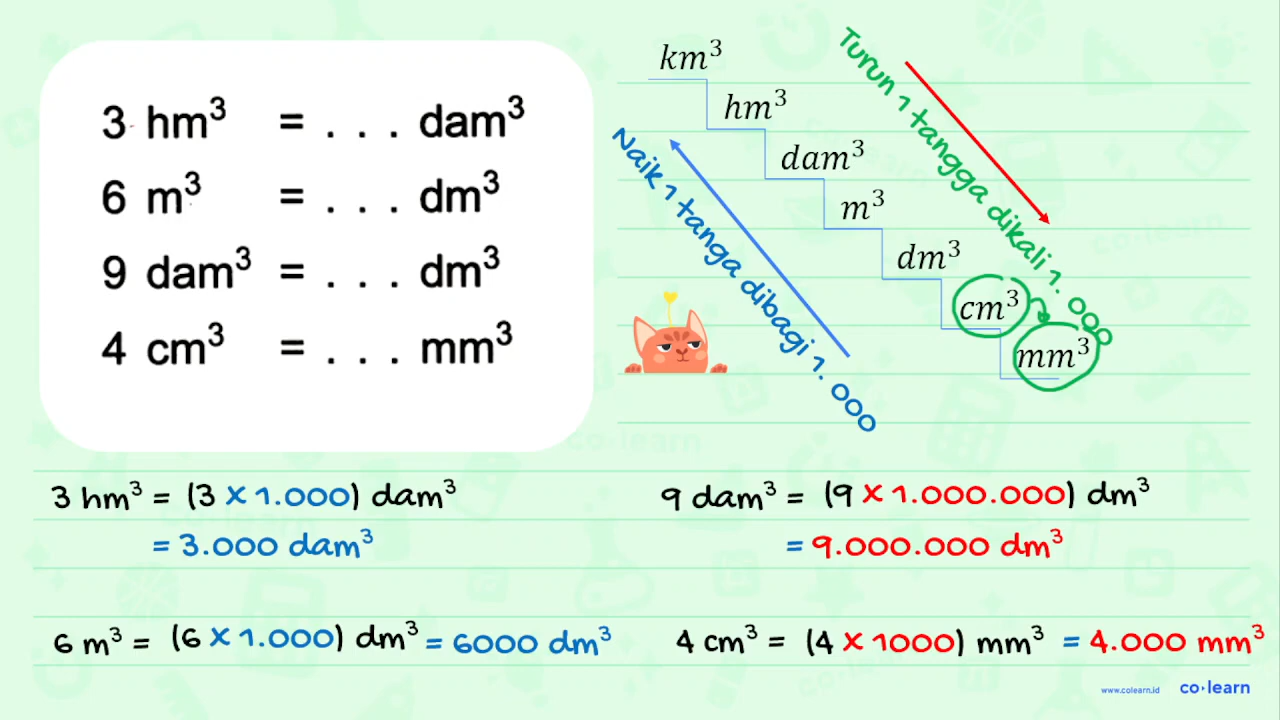 3 hm³ = . . . dam³
6 m³ = . . . dm³
9 dam³ = . . . dm³
4 cm³ = . . . mm³
km³
hm³
dam³
m³
dm³
cm³
mm³
Turun 1 tangga dikali 1.000
Naik 1 tanga dibagi 1.000
3 hm³ = (3 x 1.000) dam³
= 3.000 dam³
6 m³ = (6 x 1.000) dm³ = 6000 dm³
9 dam³ = (9 x 1.000.000) dm³
= 9.000.000 dm³
4 cm³ = (4 x 1000) mm³ = 4.000 mm³
www.colearn.id co·learn